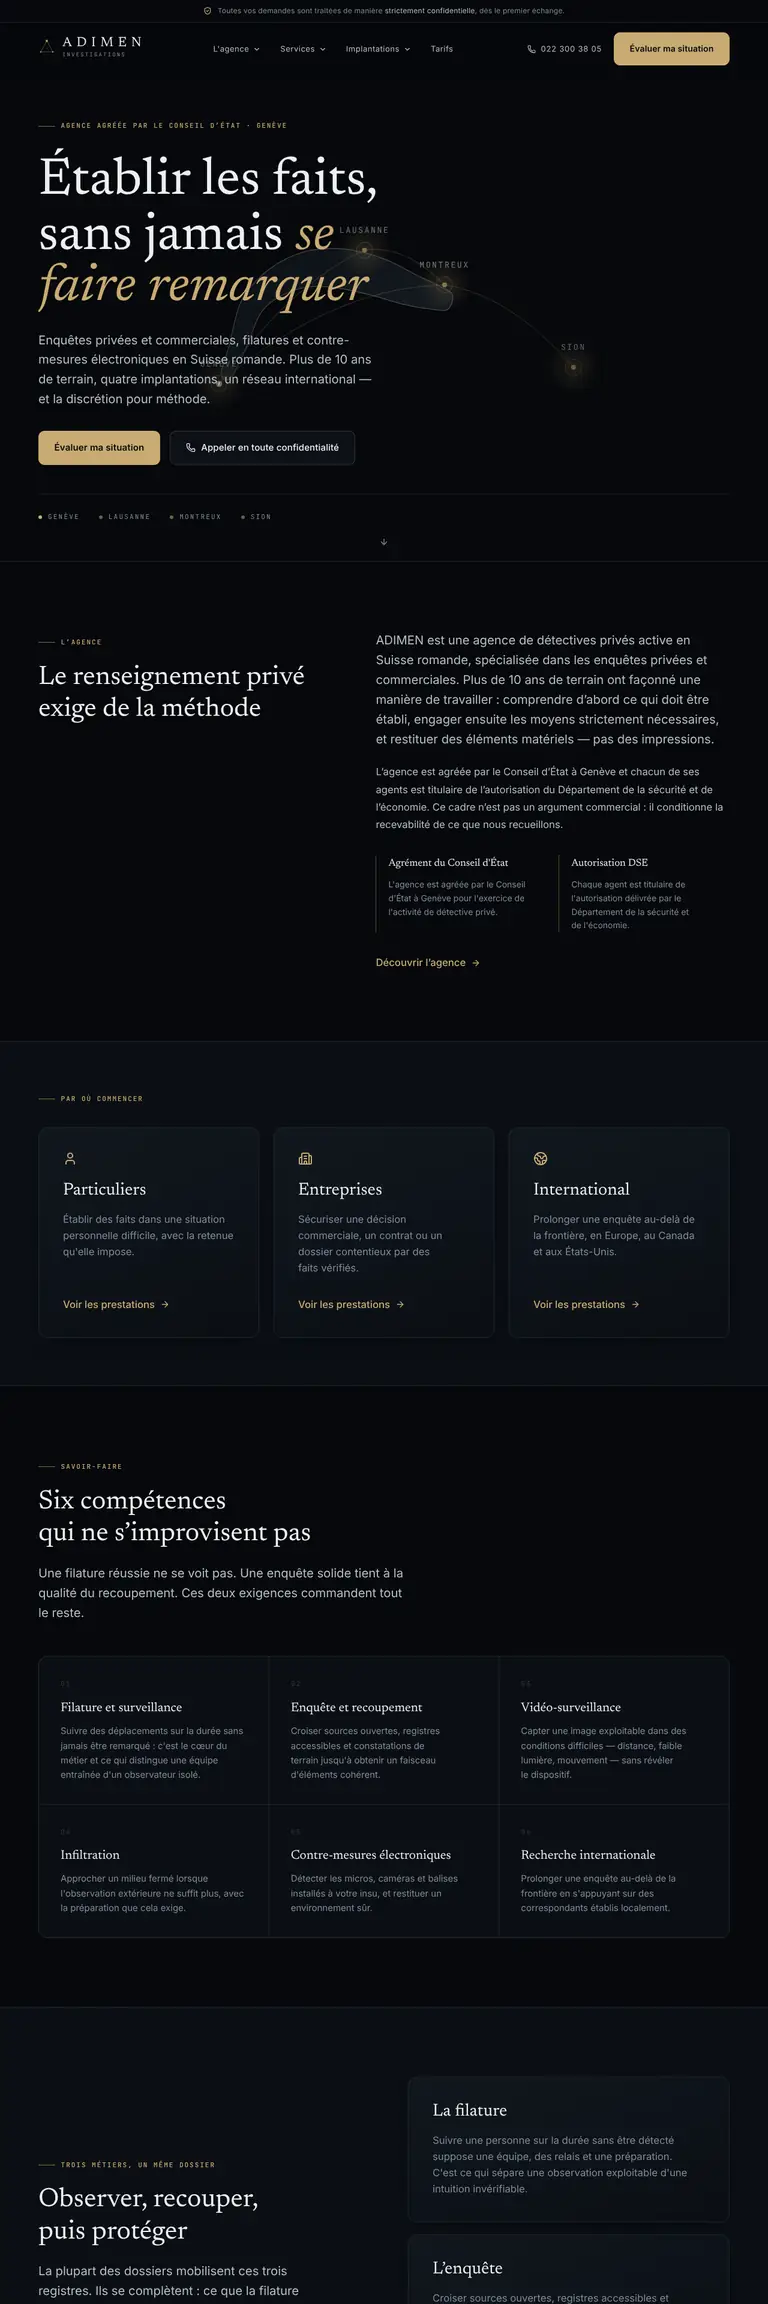 Toutes vos demandes sont traitées de manière strictement confidentielle, dès le premier échange.
ADIMEN
INVESTIGATIONS
L'agence
Services
Implantations
Tarifs
022 300 38 05
Évaluer ma situation
AGENCE AGRÉÉE PAR LE CONSEIL D'ÉTAT · GENÈVE
Établir les faits,
sans jamais se
faire remarquer
LAUSANNE
MONTREUX
SION
Enquêtes privées et commerciales, filatures et contre-
mesures électroniques en Suisse romande. Plus de 10 ans
de terrain, quatre implantations, un réseau international —
et la discrétion pour méthode.
Évaluer ma situation
Appeler en toute confidentialité
GENÈVE
LAUSANNE
MONTREUX
SION
L'AGENCE
Le renseignement privé
exige de la méthode
ADIMEN est une agence de détectives privés active en
Suisse romande, spécialisée dans les enquêtes privées et
commerciales. Plus de 10 ans de terrain ont façonné une
manière de travailler : comprendre d'abord ce qui doit être
établi, engager ensuite les moyens strictement nécessaires,
et restituer des éléments matériels — pas des impressions.
L'agence est agréée par le Conseil d'État à Genève et chacun de ses
agents est titulaire de l'autorisation du Département de la sécurité et de
l'économie. Ce cadre n'est pas un argument commercial : il conditionne la
recevabilité de ce que nous recueillons.
Agrément du Conseil d'État
L'agence est agréée par le Conseil
d'État à Genève pour l'exercice de
l'activité de détective privé.
Autorisation DSE
Chaque agent est titulaire de
l'autorisation délivrée par le
Département de la sécurité et
de l'économie.
Découvrir l'agence
PAR OÙ COMMENCER
Particuliers
Établir des faits dans une situation
personnelle difficile, avec la retenue
qu'elle impose.
Voir les prestations
Entreprises
Sécuriser une décision
commerciale, un contrat ou un
dossier contentieux par des
faits vérifiés.
Voir les prestations
International
Prolonger une enquête au-delà de
la frontière, en Europe, au Canada
et aux États-Unis.
Voir les prestations
SAVOIR-FAIRE
Six compétences
qui ne s'improvisent pas
Une filature réussie ne se voit pas. Une enquête solide tient à la
qualité du recoupement. Ces deux exigences commandent tout
le reste.
Filature et surveillance
Suivre des déplacements sur la durée sans
jamais être remarqué : c'est le cœur du
métier et ce qui distingue une équipe
entraînée d'un observateur isolé.
Enquête et recoupement
Croiser sources ouvertes, registres
accessibles et constatations de
terrain jusqu'à obtenir un faisceau
d'éléments cohérent.
Vidéo-surveillance
Capter une image exploitable dans des
conditions difficiles — distance, faible
lumière, mouvement — sans révéler
le dispositif.
Infiltration
Approcher un milieu fermé lorsque
l'observation extérieure ne suffit plus, avec
la préparation que cela exige.
Contre-mesures électroniques
Détecter les micros, caméras et balises
installés à votre insu, et restituer un
environnement sûr.
Recherche internationale
Prolonger une enquête au-delà de la
frontière en s'appuyant sur des
correspondants établis localement.
TROIS MÉTIERS, UN MÊME DOSSIER
Observer, recouper,
puis protéger
La plupart des dossiers mobilisent ces trois
registres. Ils se complètent : ce que la filature
La filature
Suivre une personne sur la durée sans être détecté
suppose une équipe, des relais et une préparation.
C'est ce qui sépare une observation exploitable d'une
intuition invérifiable.
L'enquête
Croiser sources ouvertes, registres accessibles et